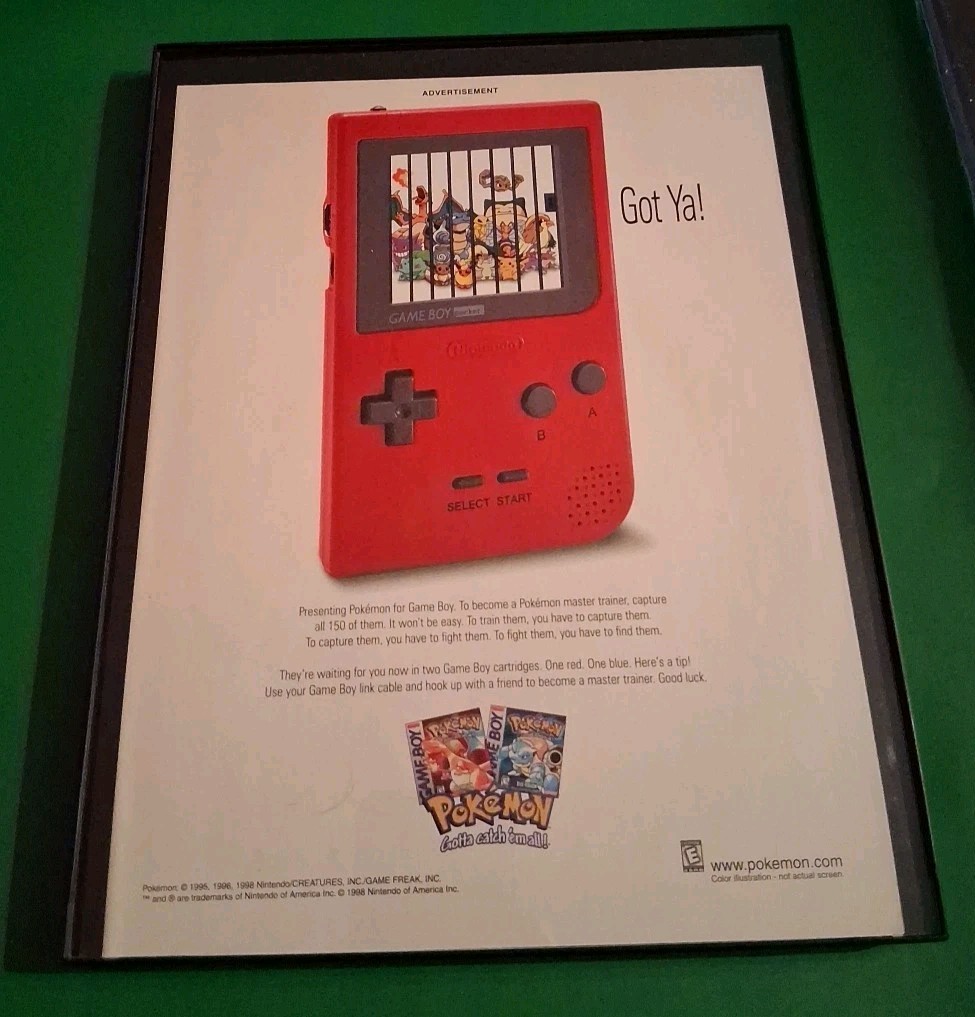 ADVERTISEMENT
Got Ya!
GAME BOY pocket
Nintendo
A
B
SELECT START
Presenting Pokémon for Game Boy. To become a Pokémon master trainer, capture
all 150 of them. It won't be easy. To train them, you have to capture them.
To capture them, you have to fight them. To fight them, you have to find them.
They're waiting for you now in two Game Boy cartridges. One red. One blue. Here's a tip!
Use your Game Boy link cable and hook up with a friend to become a master trainer. Good luck.
GAME BOY
POKéMON
GAME BOY
POKéMON
POKéMON
Gotta catch 'em all!
E
www.pokemon.com
Color illustration - not actual screen
Pokémon: © 1995, 1996, 1998 Nintendo/CREATURES, INC./GAME FREAK, INC.
™ and ® are trademarks of Nintendo of America Inc. © 1998 Nintendo of America Inc.